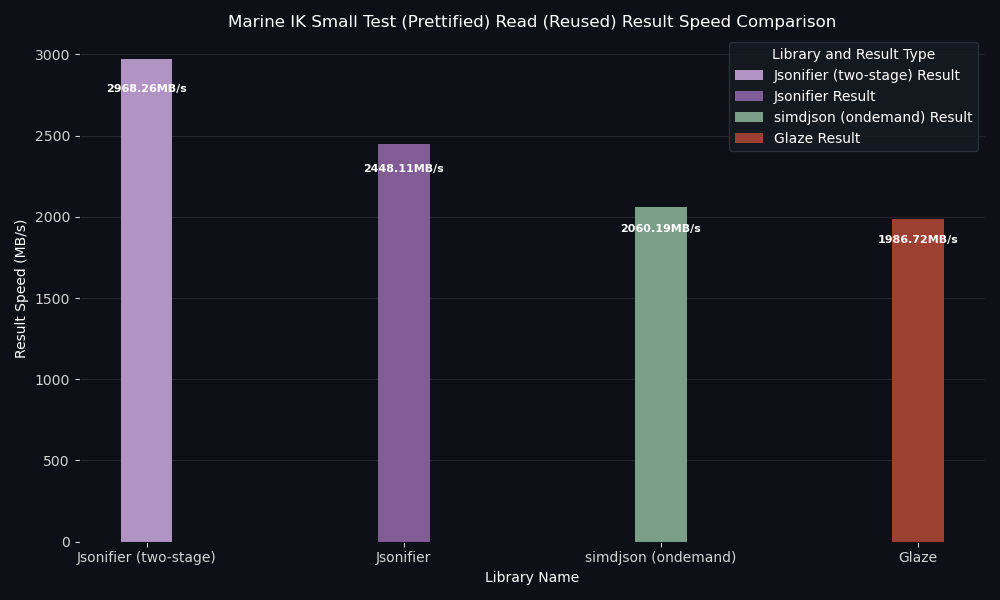 Marine IK Small Test (Prettified) Read (Reused) Result Speed Comparison
Library and Result Type
Jsonifier (two-stage) Result
Jsonifier Result
simdjson (ondemand) Result
Glaze Result
Result Speed (MB/s)
3000
2500
2000
1500
1000
500
0
2968.26MB/s
2448.11MB/s
2060.19MB/s
1986.72MB/s
Jsonifier (two-stage)
Jsonifier
simdjson (ondemand)
Glaze
Library Name